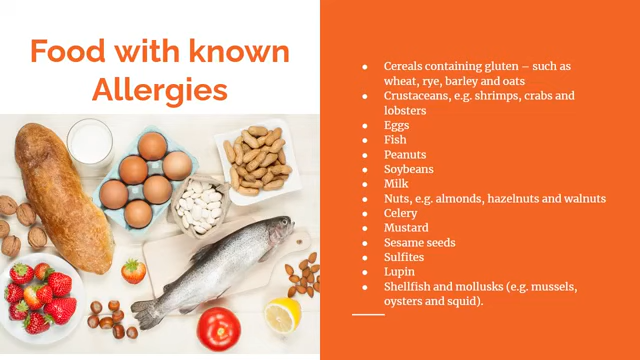 Food with known
Allergies
● Cereals containing gluten – such as
wheat, rye, barley and oats
● Crustaceans, e.g. shrimps, crabs and
lobsters
● Eggs
● Fish
● Peanuts
● Soybeans
● Milk
● Nuts, e.g. almonds, hazelnuts and walnuts
● Celery
● Mustard
● Sesame seeds
● Sulfites
● Lupin
● Shellfish and mollusks (e.g. mussels,
oysters and squid).